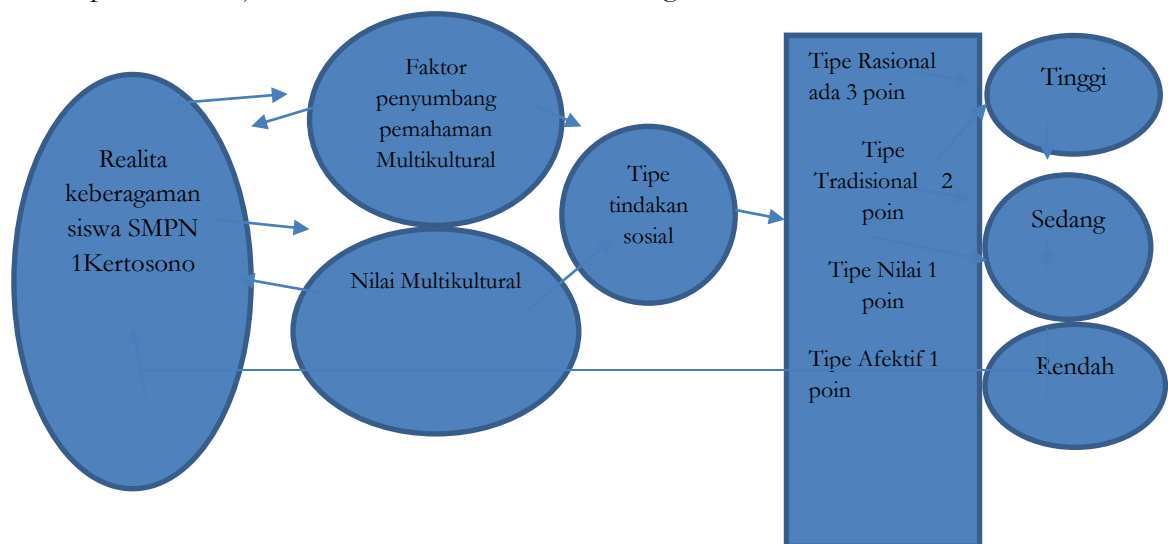 Realita
keberagaman
siswa SMPN
1Kertosono
Faktor
penyumbang
pemahaman
Multikultural
Nilai Multikultural
Tipe
tindakan
sosial
Tipe Rasional
ada 3 poin
Tipe
Tradisional 2
poin
Tipe Nilai 1
poin
Tipe Afektif 1
poin
Tinggi
Sedang
Rendah